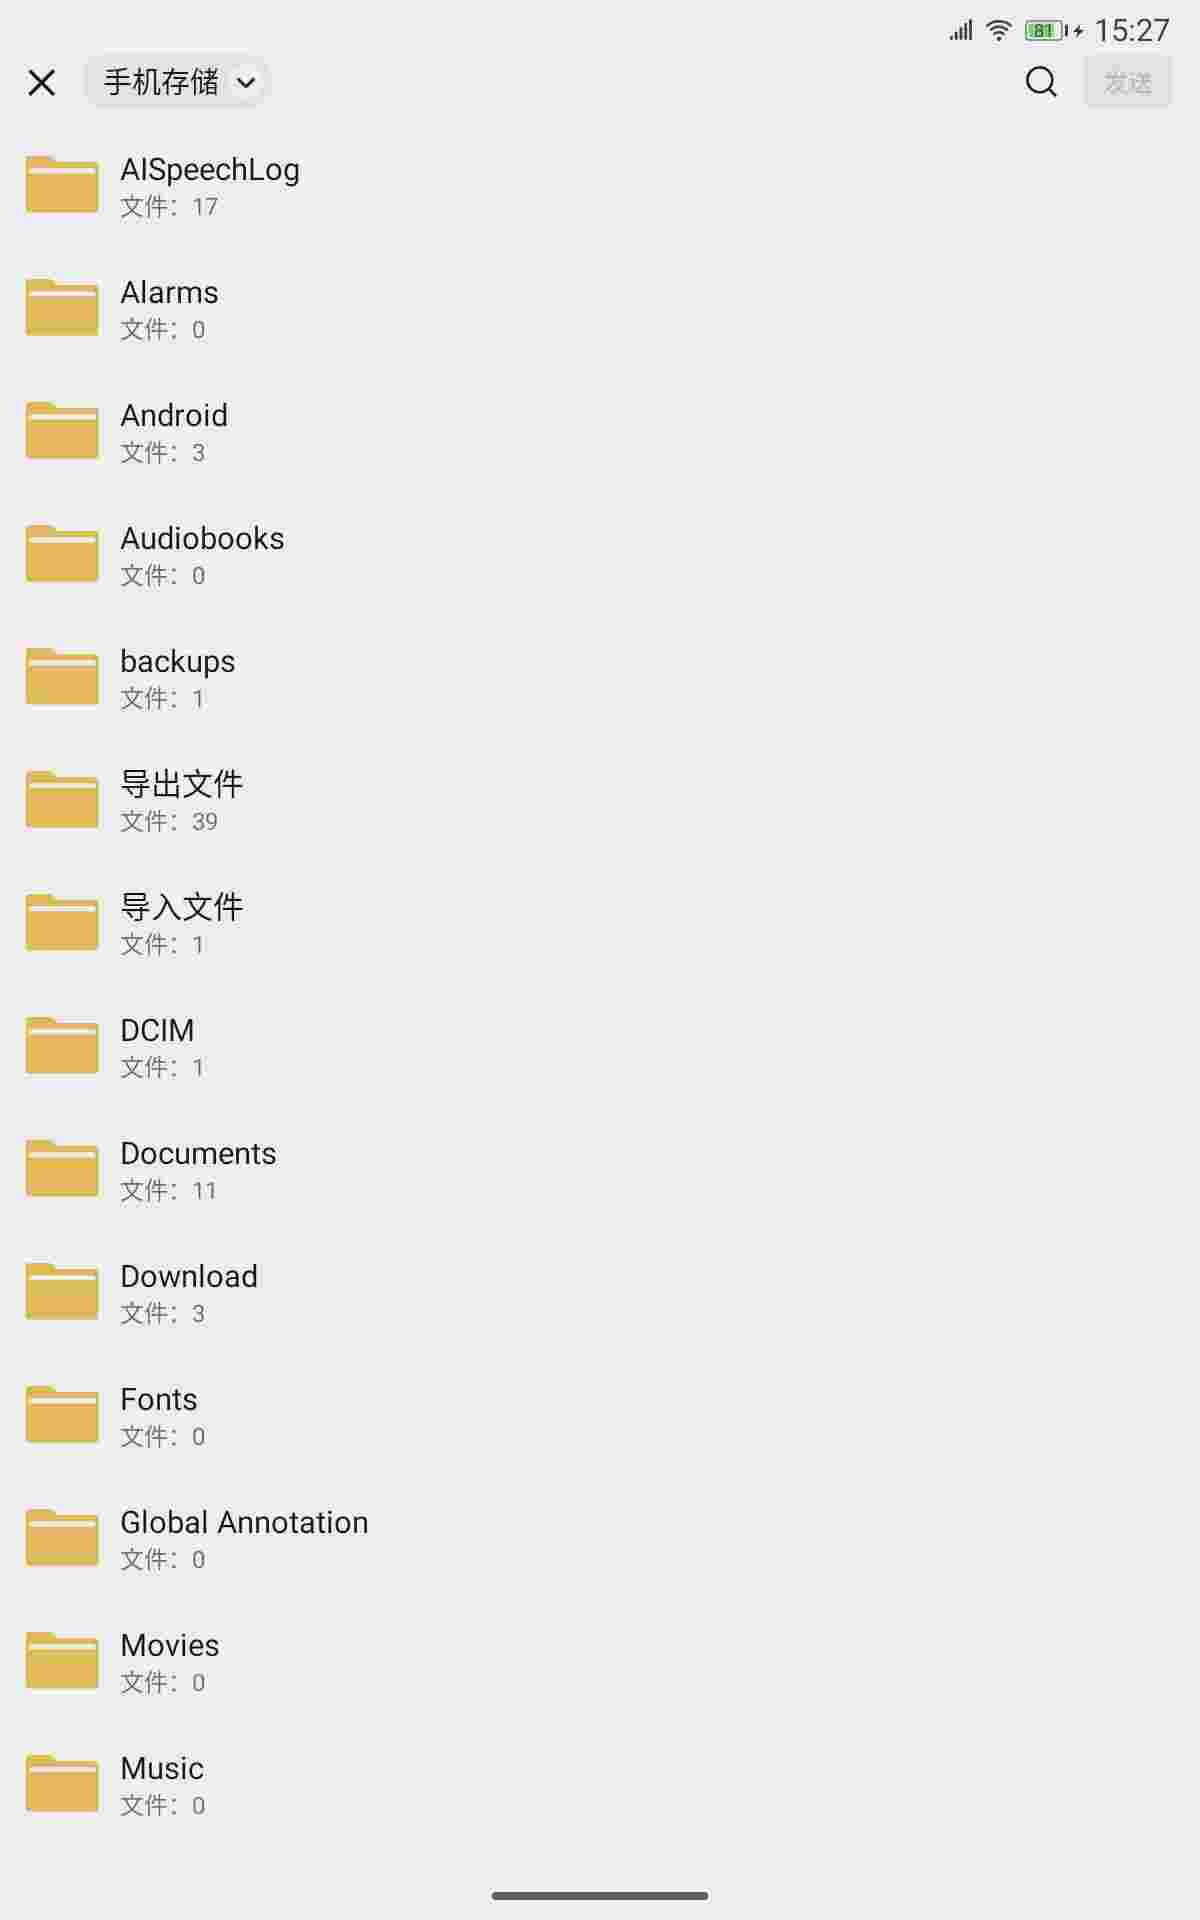 81 15:27
手机存储 发送
AISpeechLog
文件：17
Alarms
文件：0
Android
文件：3
Audiobooks
文件：0
backups
文件：1
导出文件
文件：39
导入文件
文件：1
DCIM
文件：1
Documents
文件：11
Download
文件：3
Fonts
文件：0
Global Annotation
文件：0
Movies
文件：0
Music
文件：0